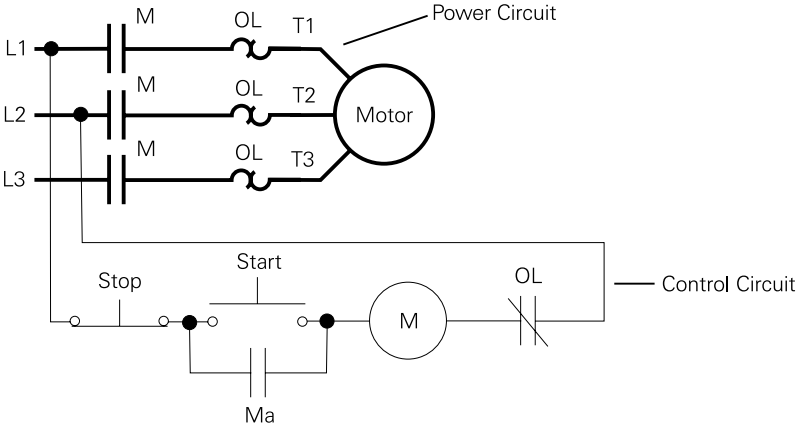 Power Circuit
M OL T1
L1
M OL T2
L2 Motor
M OL T3
L3
Start
Stop OL
Control Circuit
M
Ma